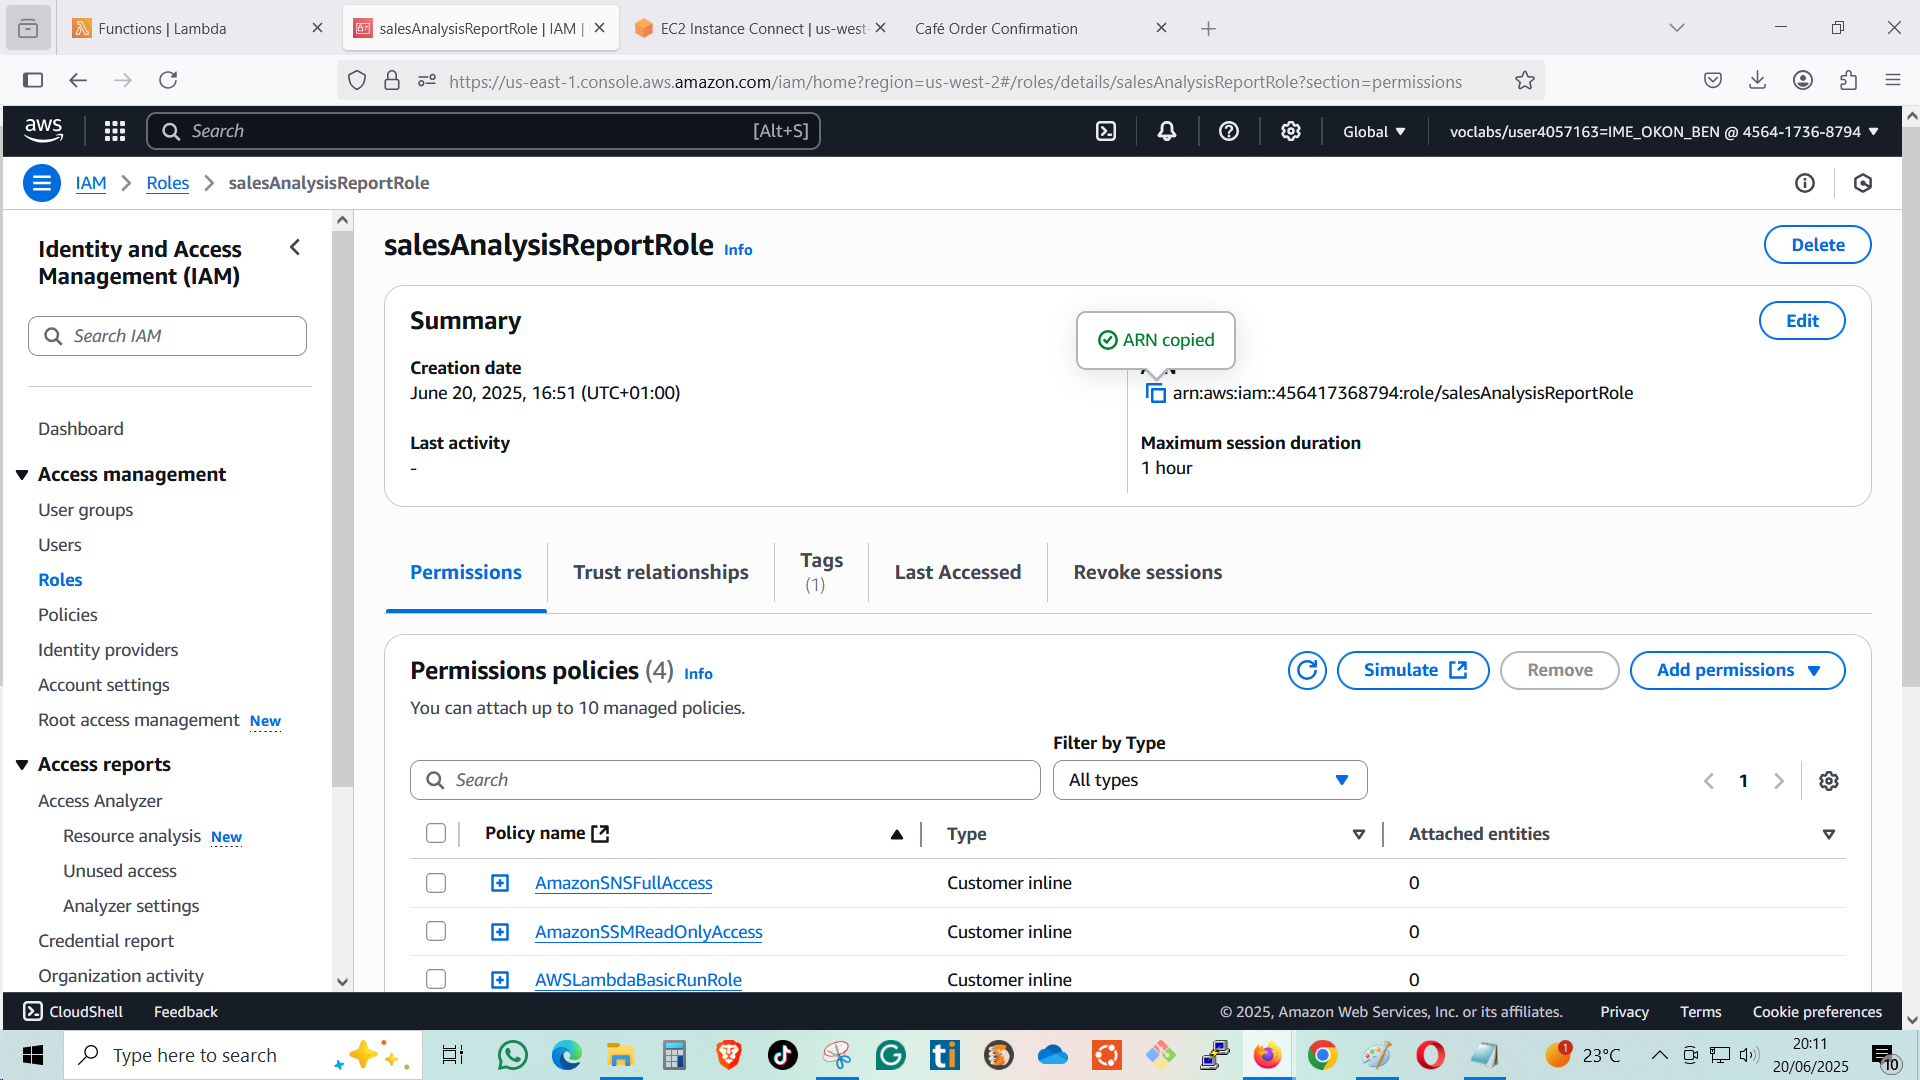 Functions | Lambda
salesAnalysisReportRole | IAM |
EC2 Instance Connect | us-west-
Café Order Confirmation
https://us-east-1.console.aws.amazon.com/iam/home?region=us-west-2#/roles/details/salesAnalysisReportRole?section=permissions
aws
Search
[Alt+S]
Global
voclabs/user4057163=IME_OKON_BEN @ 4564-1736-8794
IAM
Roles
salesAnalysisReportRole
Identity and Access
Management (IAM)
Search IAM
Dashboard
Access management
User groups
Users
Roles
Policies
Identity providers
Account settings
Root access management New
Access reports
Access Analyzer
Resource analysis New
Unused access
Analyzer settings
Credential report
Organization activity
salesAnalysisReportRole Info
Delete
Summary
Edit
ARN copied
Creation date
June 20, 2025, 16:51 (UTC+01:00)
arn:aws:iam::456417368794:role/salesAnalysisReportRole
Last activity
-
Maximum session duration
1 hour
Permissions
Trust relationships
Tags
(1)
Last Accessed
Revoke sessions
Permissions policies (4) Info
Simulate
Remove
Add permissions
You can attach up to 10 managed policies.
Filter by Type
Search
All types
1
Policy name
Type
Attached entities
AmazonSNSFullAccess
Customer inline
0
AmazonSSMReadOnlyAccess
Customer inline
0
AWSLambdaBasicRunRole
Customer inline
0
CloudShell
Feedback
© 2025, Amazon Web Services, Inc. or its affiliates.
Privacy
Terms
Cookie preferences
Type here to search
ti
1
23°C
20:11
20/06/2025
10